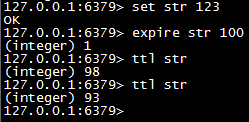 127.0.0.1:6379> set str 123
OK
127.0.0.1:6379> expire str 100
(integer) 1
127.0.0.1:6379> ttl str
(integer) 98
127.0.0.1:6379> ttl str
(integer) 93
127.0.0.1:6379>